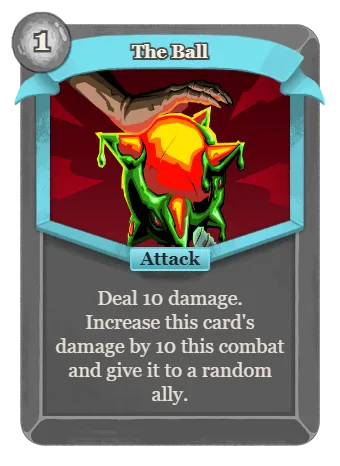 1
The Ball
Attack
Deal 10 damage.
Increase this card's
damage by 10 this combat
and give it to a random
ally.